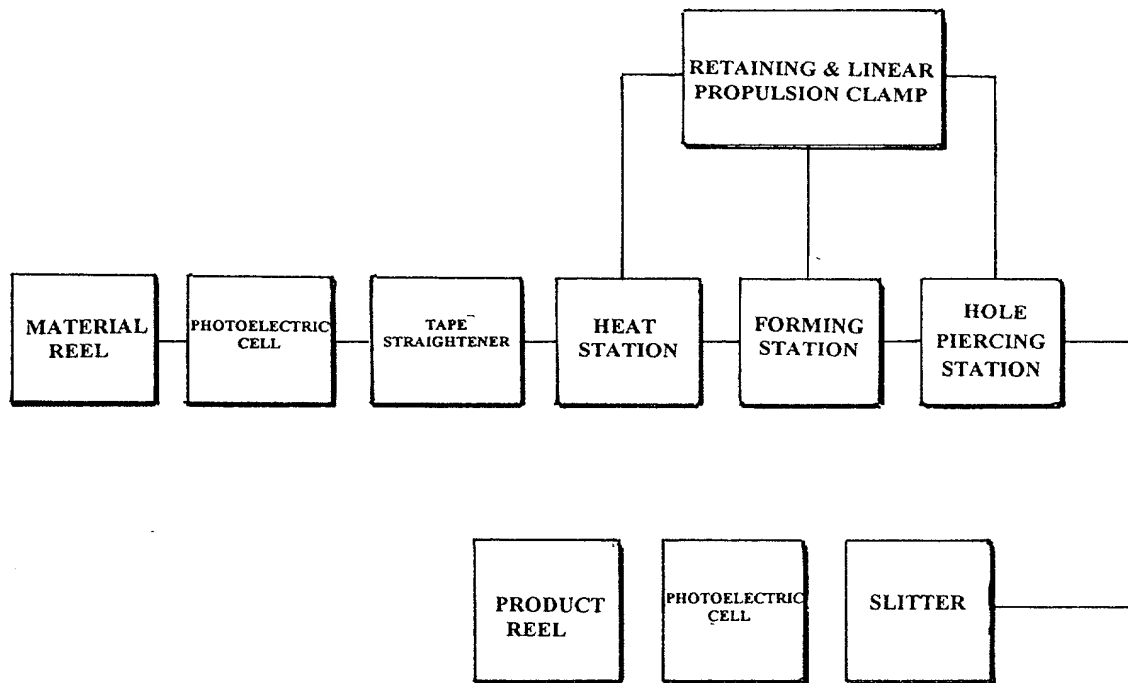 RETAINING & LINEAR
PROPULSION CLAMP
MATERIAL
REEL
PHOTOELECTRIC
CELL
TAPE
STRAIGHTENER
HEAT
STATION
FORMING
STATION
HOLE
PIERCING
STATION
PRODUCT
REEL
PHOTOELECTRIC
CELL
SLITTER